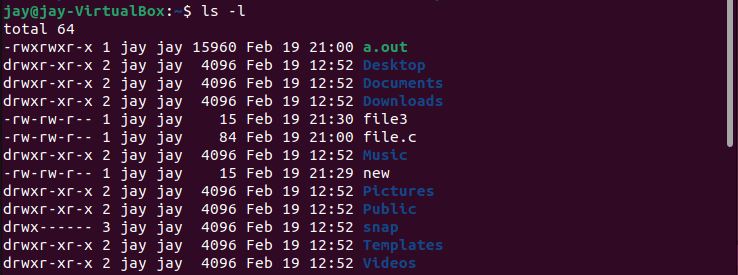 jay@jay-VirtualBox:~$ ls -l
total 64
-rwxrwxr-x 1 jay jay 15960 Feb 19 21:00 a.out
drwxr-xr-x 2 jay jay  4096 Feb 19 12:52 Desktop
drwxr-xr-x 2 jay jay  4096 Feb 19 12:52 Documents
drwxr-xr-x 2 jay jay  4096 Feb 19 12:52 Downloads
-rw-rw-r-- 1 jay jay    15 Feb 19 21:30 file3
-rw-rw-r-- 1 jay jay    84 Feb 19 21:00 file.c
drwxr-xr-x 2 jay jay  4096 Feb 19 12:52 Music
-rw-rw-r-- 1 jay jay    15 Feb 19 21:29 new
drwxr-xr-x 2 jay jay  4096 Feb 19 12:52 Pictures
drwxr-xr-x 2 jay jay  4096 Feb 19 12:52 Public
drwx------ 3 jay jay  4096 Feb 19 12:52 snap
drwxr-xr-x 2 jay jay  4096 Feb 19 12:52 Templates
drwxr-xr-x 2 jay jay  4096 Feb 19 12:52 Videos